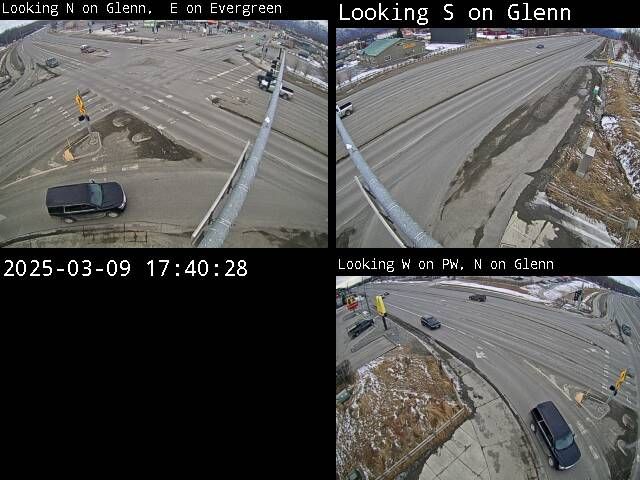 Looking N on Glenn,  E on Evergreen
Looking S on Glenn
2025-03-09 17:40:28
Looking W on PW, N on Glenn